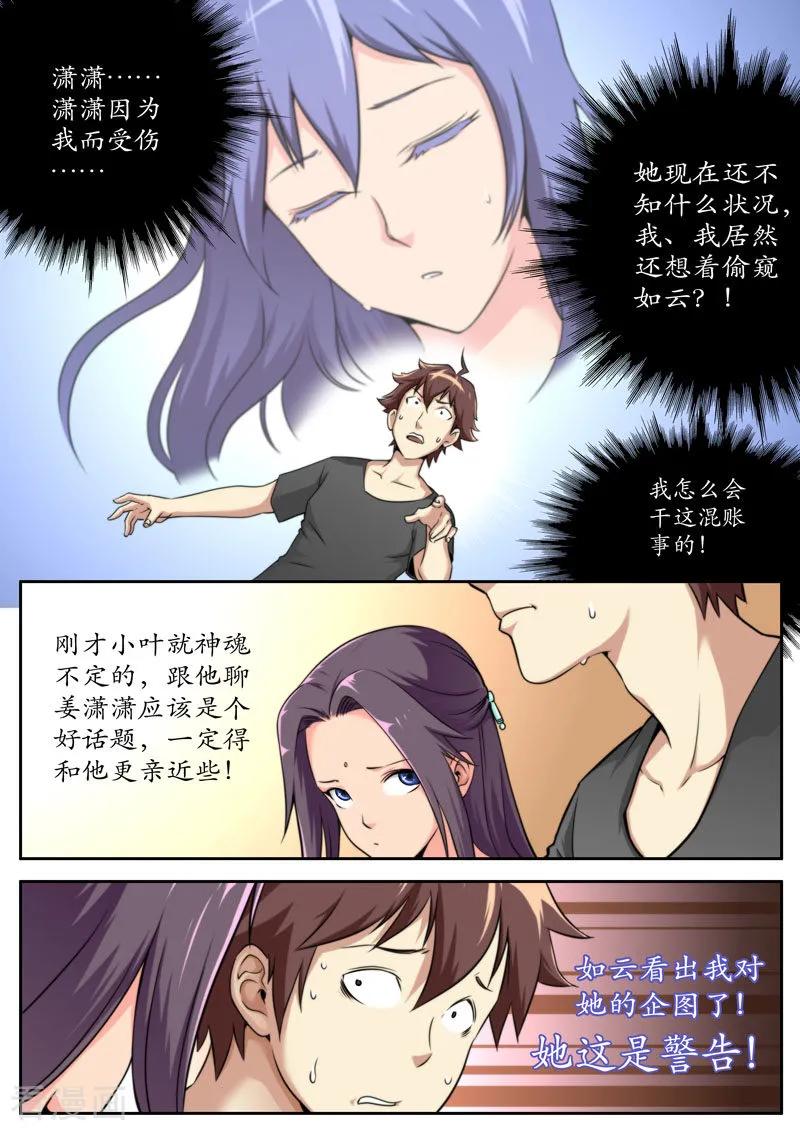 潇潇……
潇潇因为
我而受伤
……
她现在还不
知什么状况，
我、我居然
还想着偷窥
如云？！
我怎么会
干这混账
事的！
刚才小叶就神魂
不定的，跟他聊
姜潇潇应该是个
好话题，一定得
和他更亲近些！
如云看出我对
她的企图了！
她这是警告！
看漫画